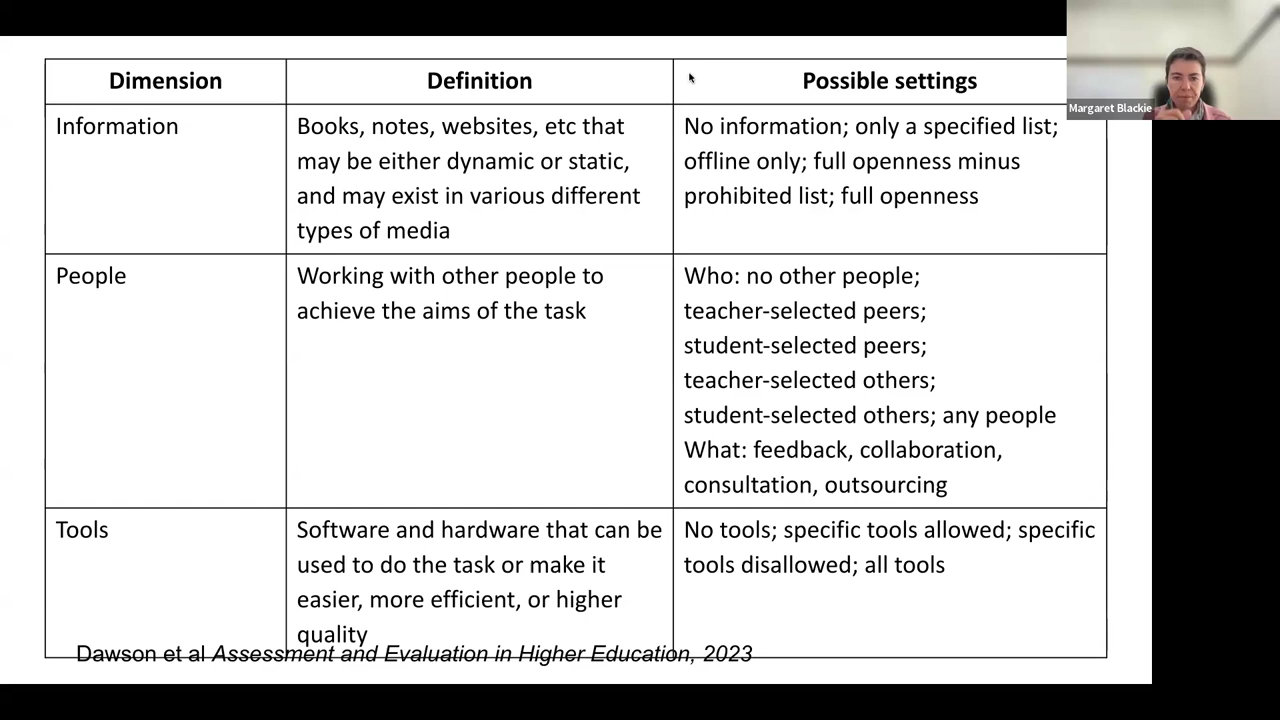 Dimension
Definition
Possible settings
Margaret Blackie
Information
Books, notes, websites, etc that
may be either dynamic or static,
and may exist in various different
types of media
No information; only a specified list;
offline only; full openness minus
prohibited list; full openness
People
Working with other people to
achieve the aims of the task
Who: no other people;
teacher-selected peers;
student-selected peers;
teacher-selected others;
student-selected others; any people
What: feedback, collaboration,
consultation, outsourcing
Tools
Software and hardware that can be
used to do the task or make it
easier, more efficient, or higher
quality
No tools; specific tools allowed; specific
tools disallowed; all tools
Dawson et al Assessment and Evaluation in Higher Education, 2023